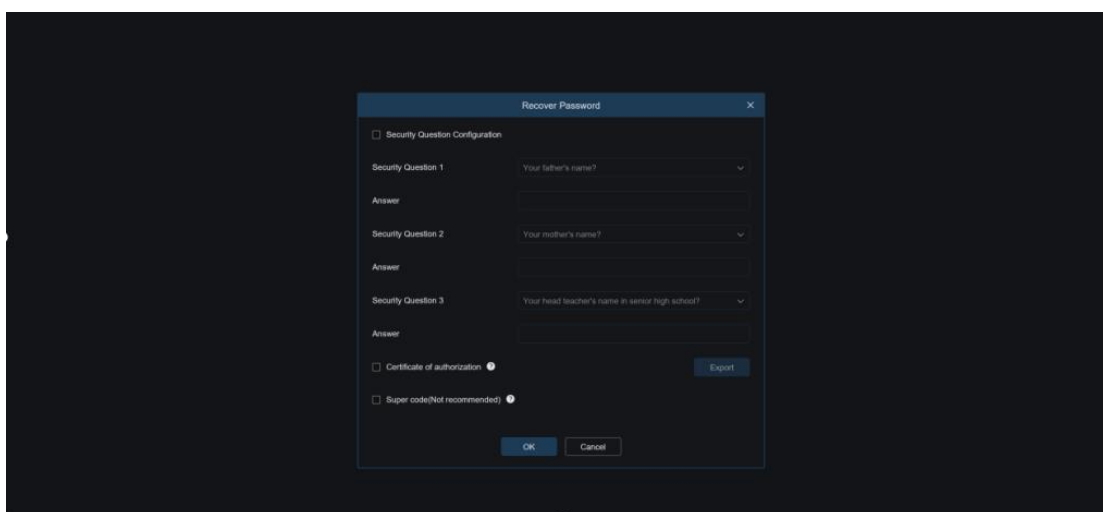 Recover Password
Security Question Configuration
Security Question 1 Your father's name?
Answer
Security Question 2 Your mother's name?
Answer
Security Question 3 Your head teacher's name in senior high school?
Answer
Certificate of authorization ? Export
Super code(Not recommended) ?
OK Cancel